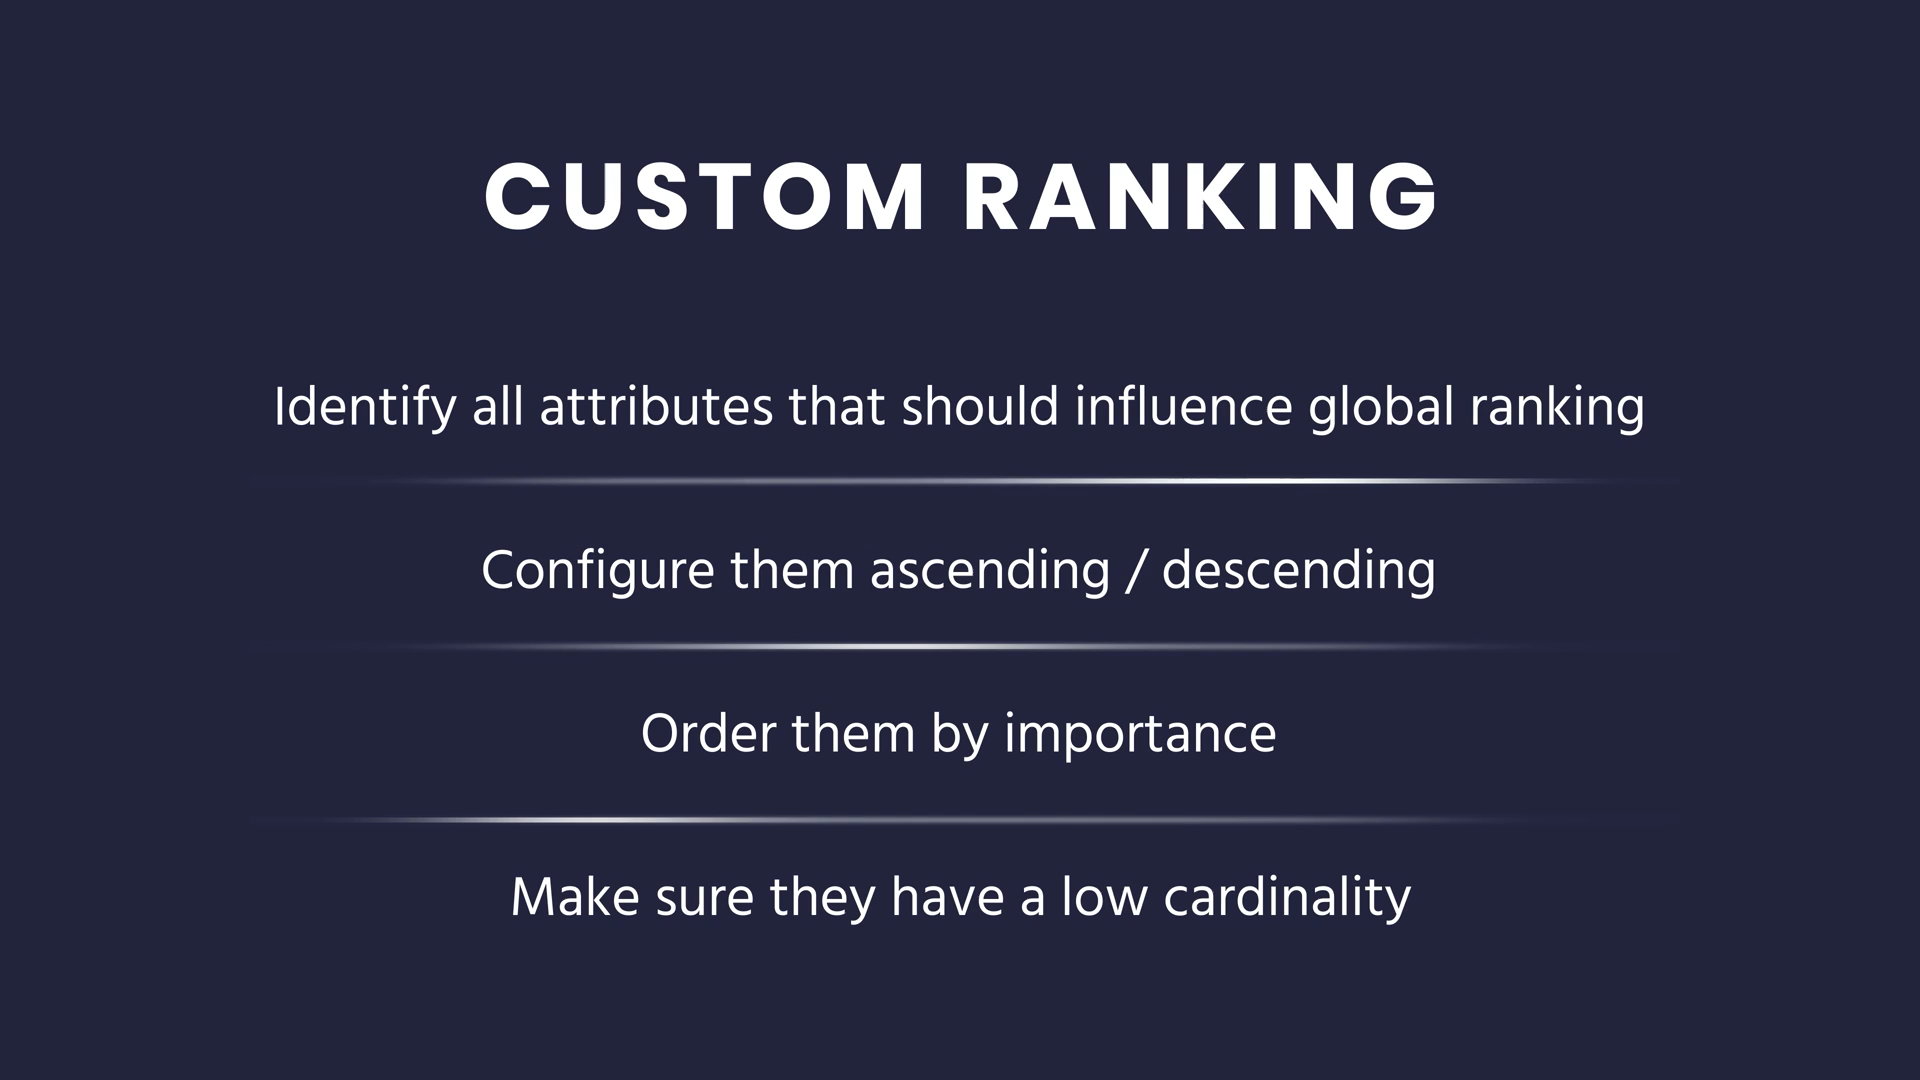 CUSTOM RANKING
Identify all attributes that should influence global ranking
Configure them ascending / descending
Order them by importance
Make sure they have a low cardinality